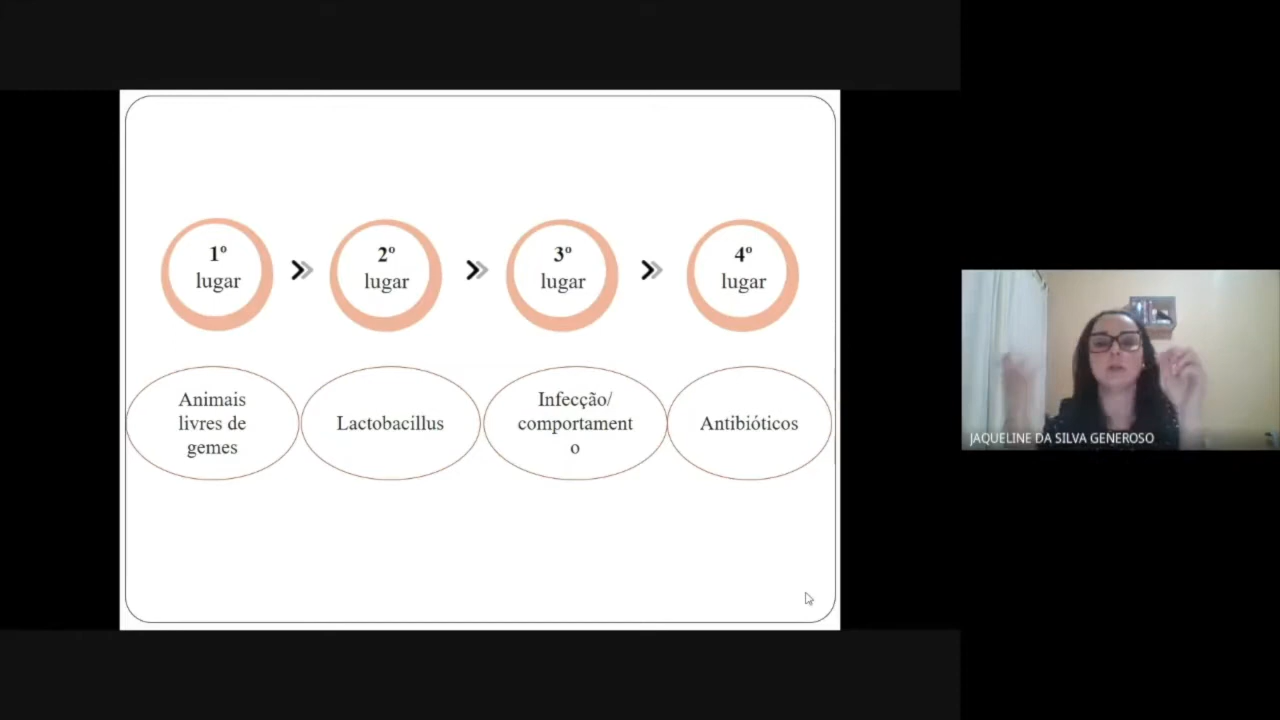 1º
lugar
2º
lugar
3º
lugar
4º
lugar
Animais
livres de
gemes
Lactobacillus
Infecção/
comportament
o
Antibióticos
JAQUELINE DA SILVA GENEROSO